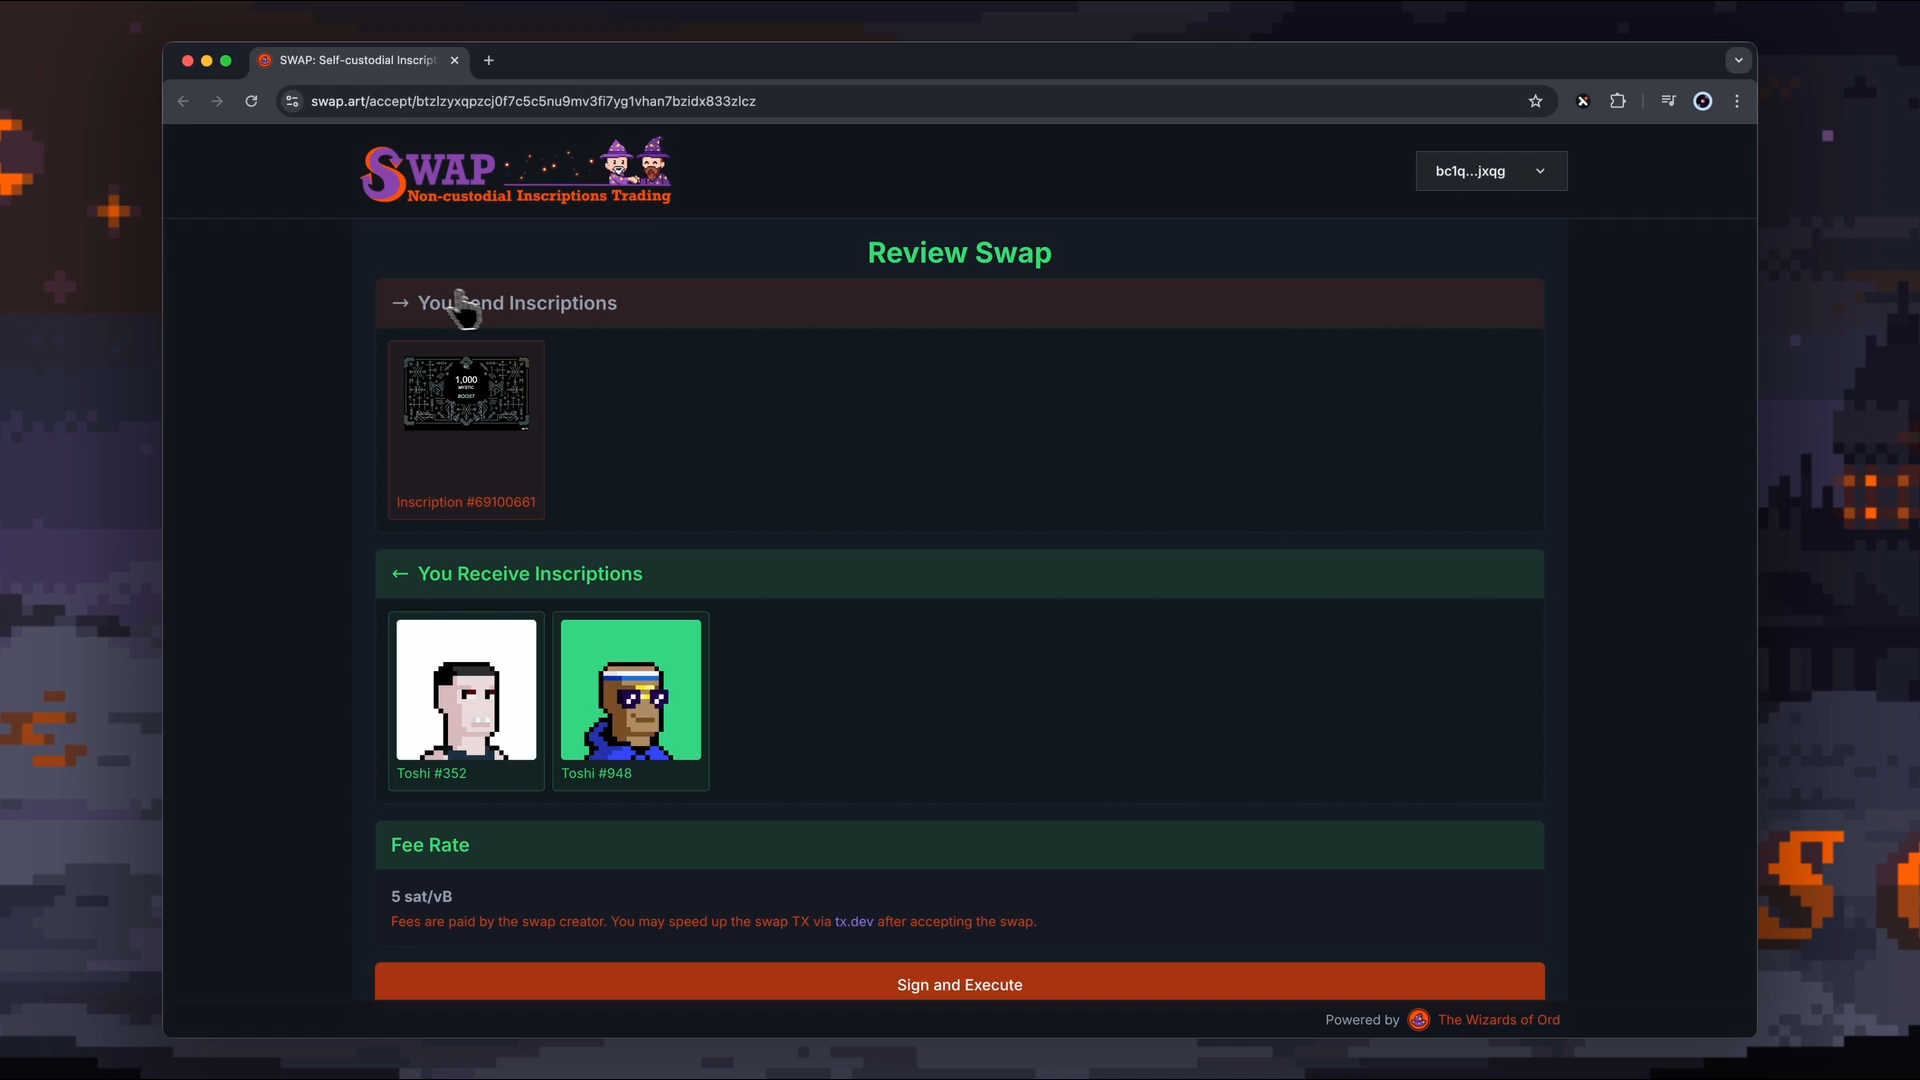 SWAP: Self-custodial Inscript
swap.art/accept/btzlzyxqpzcj0f7c5c5nu9mv3fi7yg1vhan7bzidx833zlcz
SWAP
Non-custodial Inscriptions Trading
bc1q...jxqg
Review Swap
→ You Send Inscriptions
1,000
MYSTIC
BOOST
Inscription #69100661
← You Receive Inscriptions
Toshi #352
Toshi #948
Fee Rate
5 sat/vB
Fees are paid by the swap creator. You may speed up the swap TX via tx.dev after accepting the swap.
Sign and Execute
Powered by The Wizards of Ord